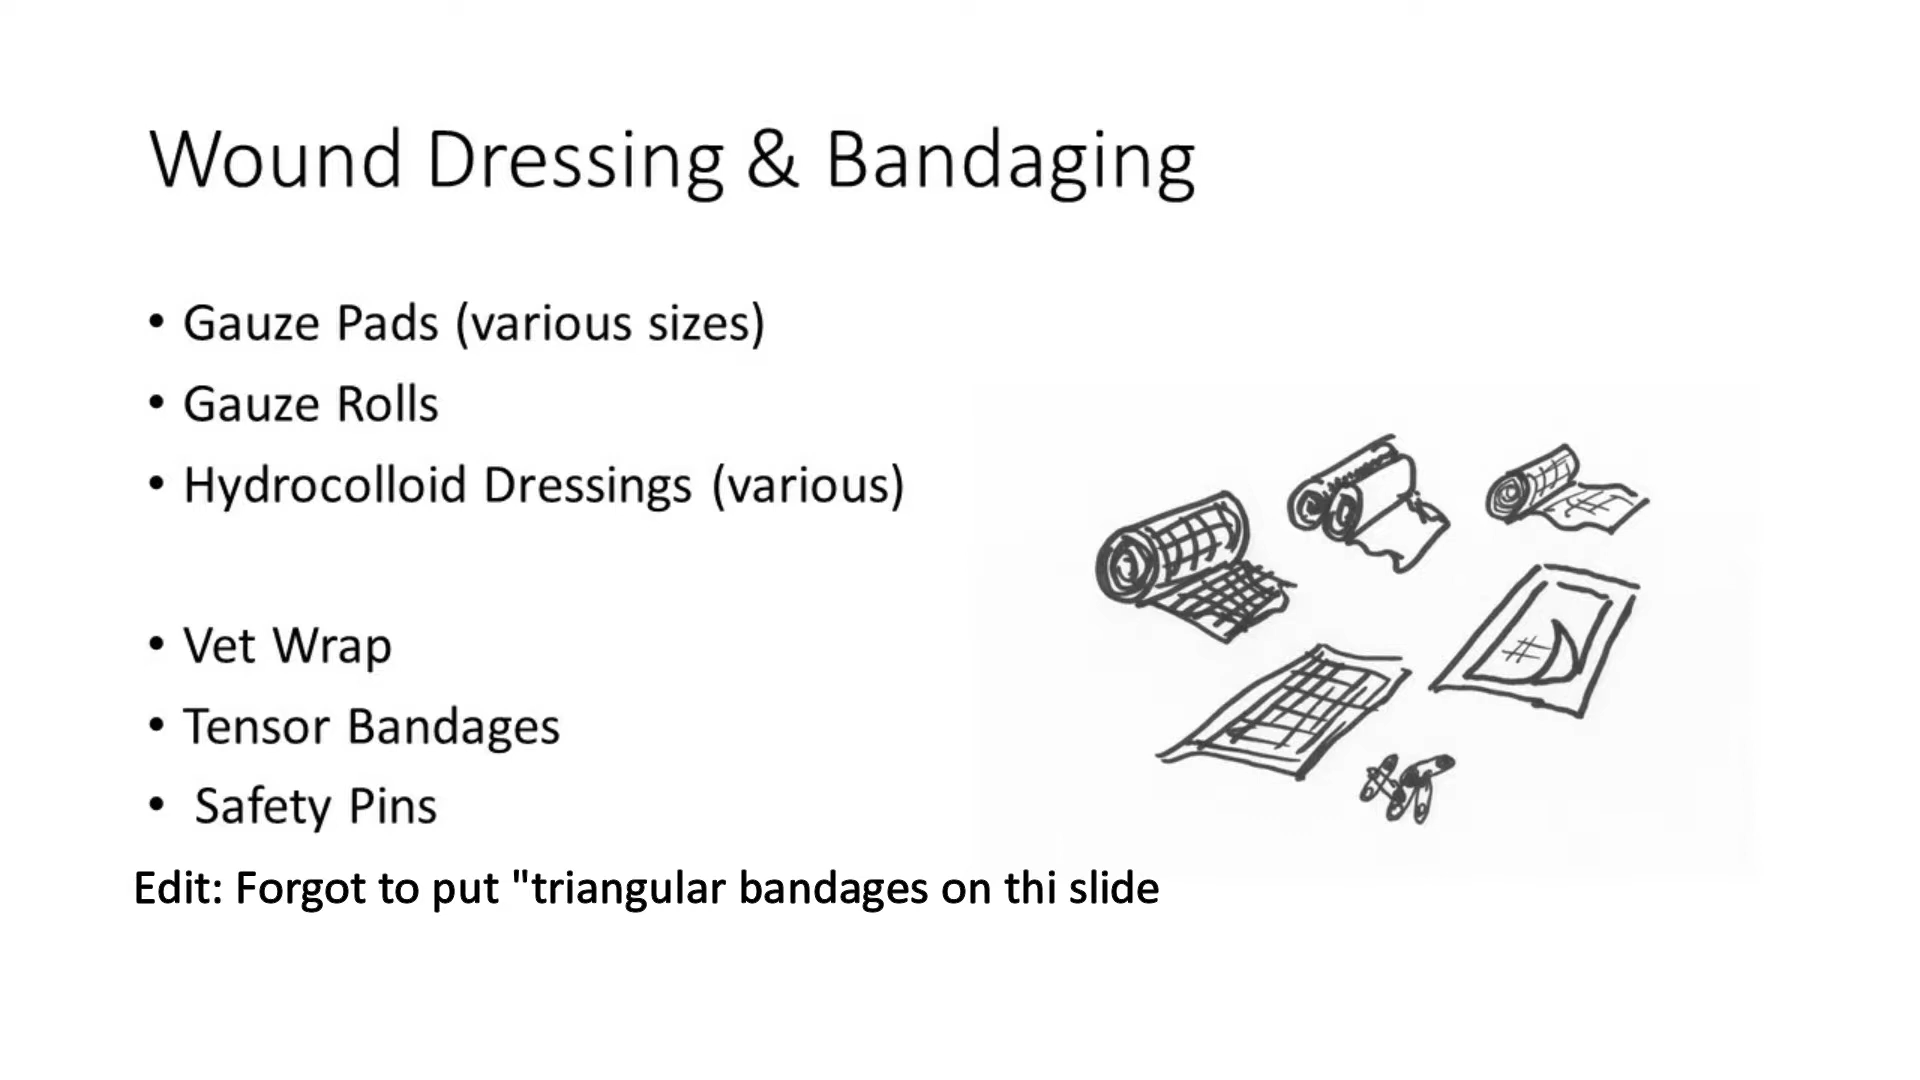 Wound Dressing & Bandaging
• Gauze Pads (various sizes)
• Gauze Rolls
• Hydrocolloid Dressings (various)
• Vet Wrap
• Tensor Bandages
• Safety Pins
Edit: Forgot to put "triangular bandages on thi slide